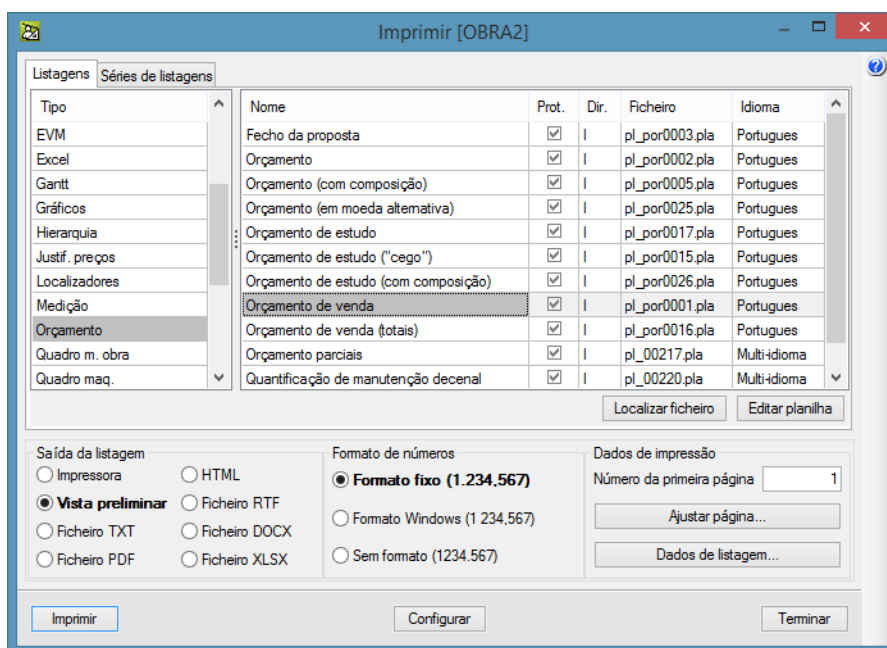 Imprimir [OBRA2]
Listagens Séries de listagens
Tipo
EVM
Excel
Gantt
Gráficos
Hierarquia
Justif. preços
Localizadores
Medição
Orçamento
Quadro m. obra
Quadro maq.
Nome Prot. Dir. Ficheiro Idioma
Fecho da proposta I pl_por0003.pla Portugues
Orçamento I pl_por0002.pla Portugues
Orçamento (com composição) I pl_por0005.pla Portugues
Orçamento (em moeda alternativa) I pl_por0025.pla Portugues
Orçamento de estudo I pl_por0017.pla Portugues
Orçamento de estudo ("cego") I pl_por0015.pla Portugues
Orçamento de estudo (com composição) I pl_por0026.pla Portugues
Orçamento de venda I pl_por0001.pla Portugues
Orçamento de venda (totais) I pl_por0016.pla Portugues
Orçamento parciais I pl_00217.pla Multi-idioma
Quantificação de manutenção decenal I pl_00220.pla Multi-idioma
Localizar ficheiro Editar planilha
Saída da listagem
Impressora HTML
Vista preliminar Ficheiro RTF
Ficheiro TXT Ficheiro DOCX
Ficheiro PDF Ficheiro XLSX
Formato de números
Formato fixo (1.234,567)
Formato Windows (1 234,567)
Sem formato (1234.567)
Dados de impressão
Número da primeira página 1
Ajustar página...
Dados de listagem...
Imprimir Configurar Terminar